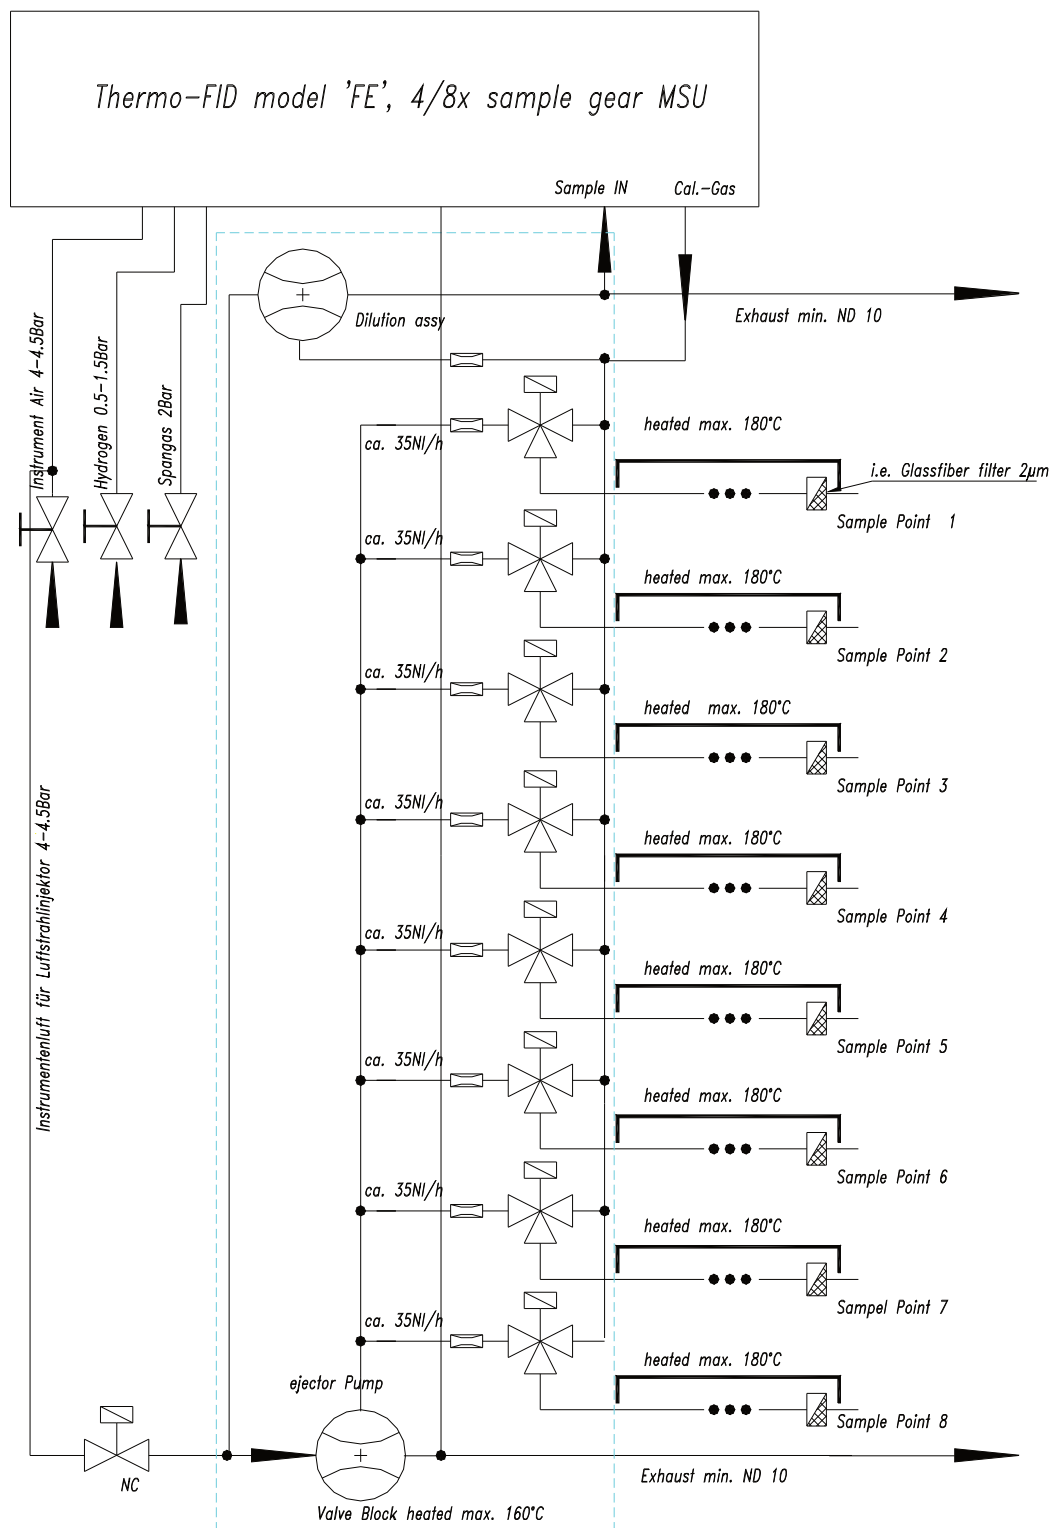 Thermo-FID model 'FE', 4/8x sample gear MSU
Sample IN
Cal.-Gas
Dilution assy
Exhaust min. ND 10
Instrument Air 4-4.5Bar
Hydrogen 0.5-1.5Bar
Spangas 2Bar
ca. 35Nl/h
heated max. 180°C
i.e. Glassfiber filter 2µm
Sample Point 1
ca. 35Nl/h
heated max. 180°C
Sample Point 2
ca. 35Nl/h
heated max. 180°C
Sample Point 3
ca. 35Nl/h
heated max. 180°C
Sample Point 4
ca. 35Nl/h
heated max. 180°C
Sample Point 5
ca. 35Nl/h
heated max. 180°C
Sample Point 6
ca. 35Nl/h
heated max. 180°C
Sampel Point 7
ca. 35Nl/h
heated max. 180°C
Sample Point 8
Instrumentenluft für Luftstrahlinjektor 4-4.5Bar
ejector Pump
NC
Exhaust min. ND 10
Valve Block heated max. 160°C